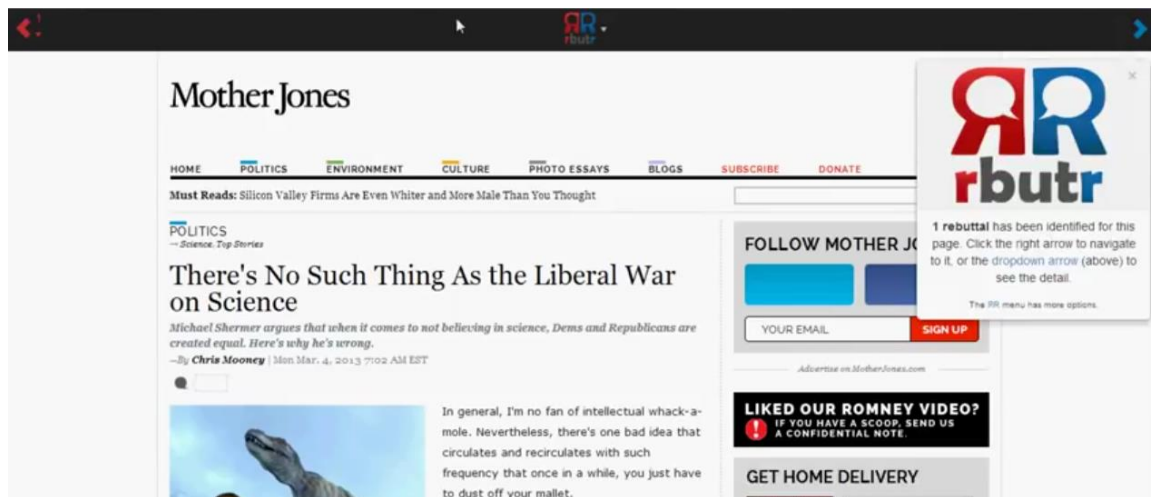 rbutr
Mother Jones
HOME POLITICS ENVIRONMENT CULTURE PHOTO ESSAYS BLOGS SUBSCRIBE DONATE
Must Reads: Silicon Valley Firms Are Even Whiter and More Male Than You Thought
POLITICS
— Science, Top Stories
There's No Such Thing As the Liberal War
on Science
Michael Shermer argues that when it comes to not believing in science, Dems and Republicans are
created equal. Here's why he's wrong.
—By Chris Mooney | Mon Mar. 4, 2013 7:02 AM EST
In general, I'm no fan of intellectual whack-a-
mole. Nevertheless, there's one bad idea that
circulates and recirculates with such
frequency that once in a while, you just have
to dust off your mallet.
RR
rbutr
1 rebuttal has been identified for this
page. Click the right arrow to navigate
to it, or the dropdown arrow (above) to
see the detail.
The RR menu has more options.
FOLLOW MOTHER JO
YOUR EMAIL SIGN UP
Advertise on MotherJones.com
LIKED OUR ROMNEY VIDEO?
IF YOU HAVE A SCOOP, SEND US
A CONFIDENTIAL NOTE.
GET HOME DELIVERY